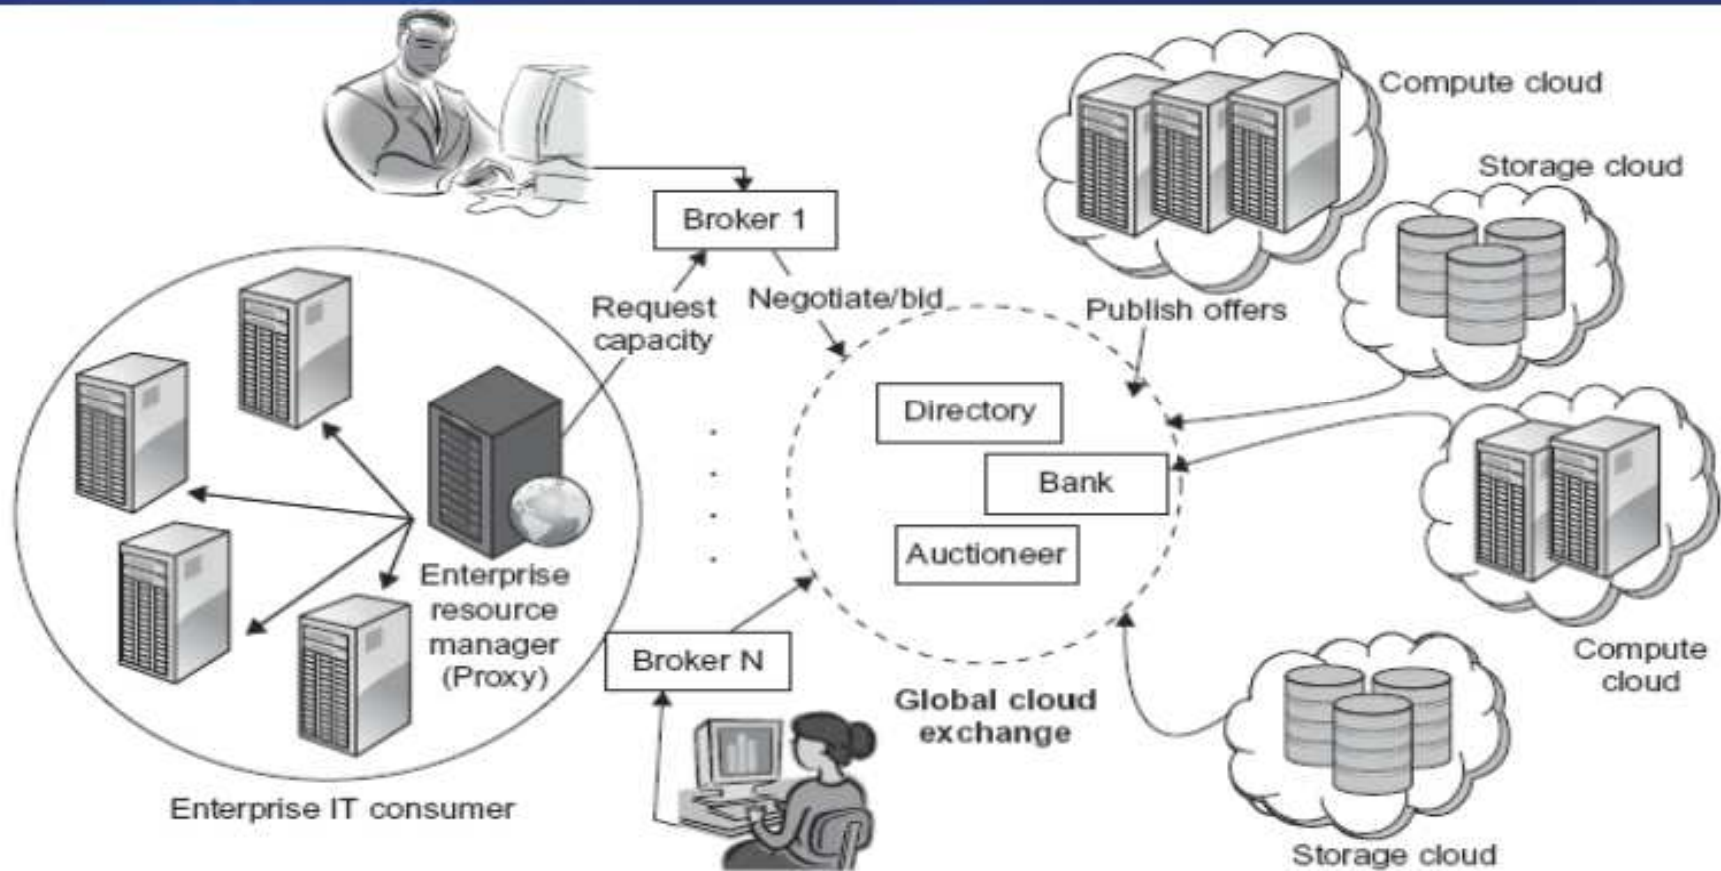 Compute cloud
Storage cloud
Broker 1
Request
capacity
Negotiate/bid
Publish offers
Directory
Bank
Auctioneer
Enterprise
resource
manager
(Proxy)
Broker N
Global cloud
exchange
Compute
cloud
Enterprise IT consumer
Storage cloud